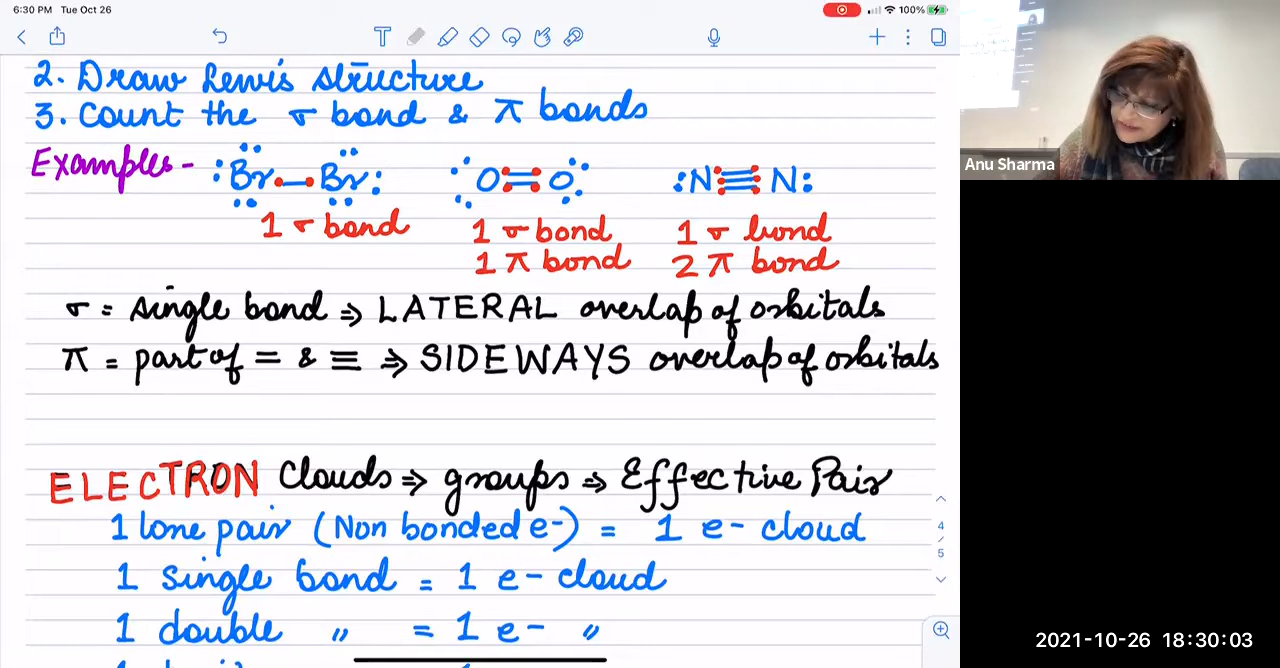 6:30 PM Tue Oct 26
100%
2. Draw Lewis structure
3. Count the σ bond & π bonds
Examples - :Br—Br: O=O :N≡N:
1 σ bond 1 σ bond 1 σ bond
1 π bond 2 π bond
σ = single bond ⇒ LATERAL overlap of orbitals
π = part of = & ≡ ⇒ SIDEWAYS overlap of orbitals
ELECTRON Clouds ⇒ groups ⇒ Effective Pair
1 lone pair (Non bonded e-) = 1 e- cloud
1 single bond = 1 e- cloud
1 double " = 1 e- "
4/5
Anu Sharma
2021-10-26 18:30:03